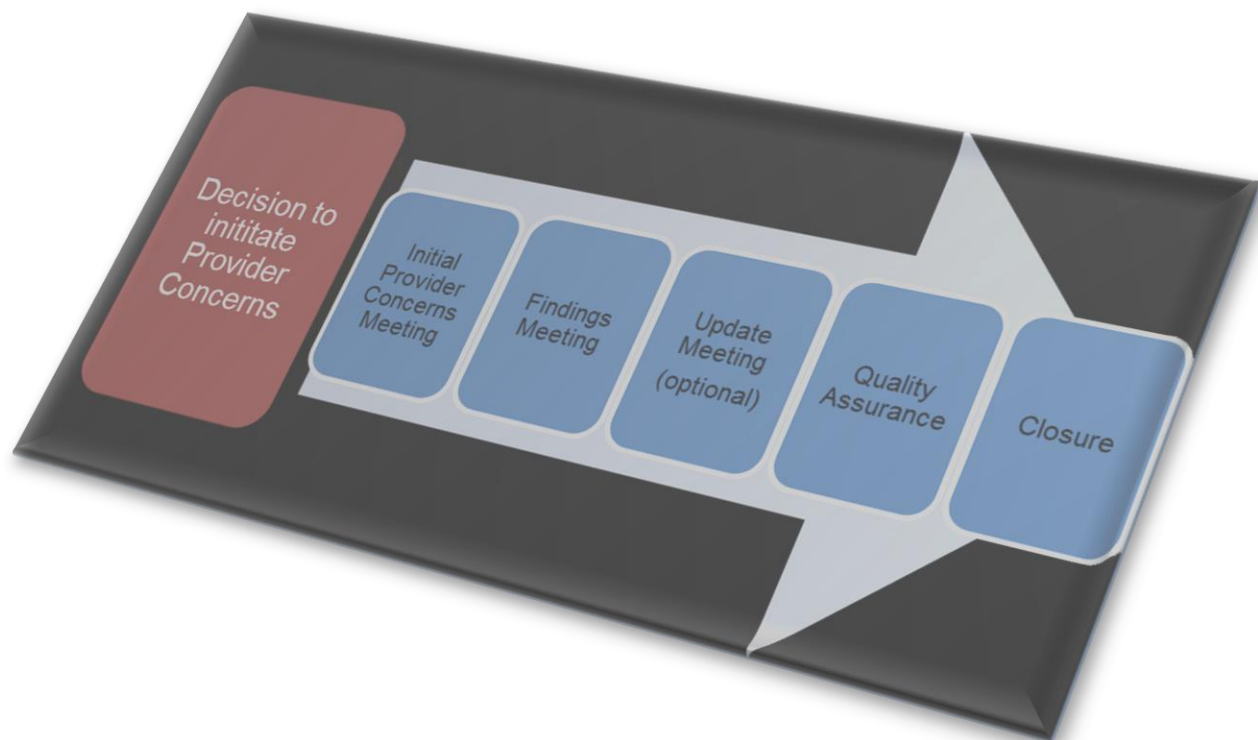 Decision to
inititate
Provider
Concerns
Initial
Provider
Concerns
Meeting
Findings
Meeting
Update
Meeting
(optional)
Quality
Assurance
Closure